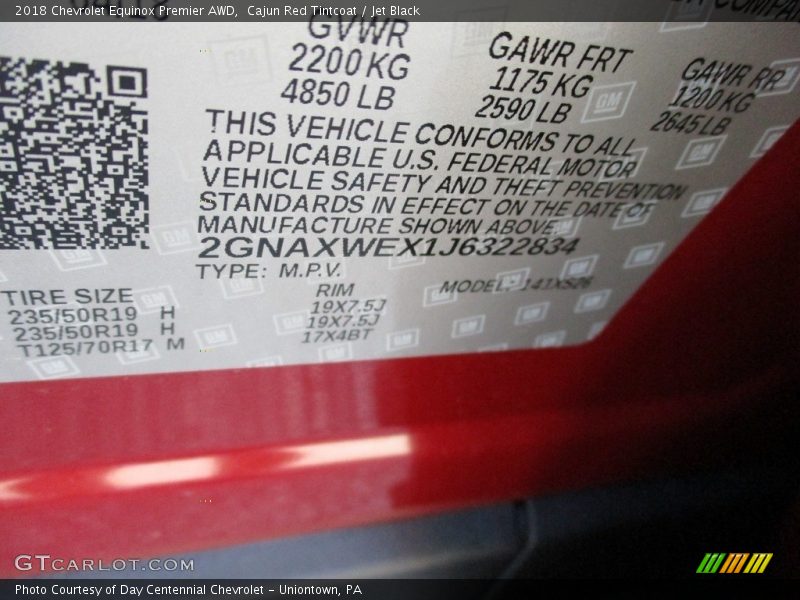 2018 Chevrolet Equinox Premier AWD, Cajun Red Tintcoat / Jet Black
GVWR
2200 KG
4850 LB
GAWR FRT
1175 KG
2590 LB
GAWR RR
1200 KG
2645 LB
THIS VEHICLE CONFORMS TO ALL
APPLICABLE U.S. FEDERAL MOTOR
VEHICLE SAFETY AND THEFT PREVENTION
STANDARDS IN EFFECT ON THE DATE OF
MANUFACTURE SHOWN ABOVE
2GNAXWEX1J6322834
TYPE: M.P.V.
MODEL: 141XS26
TIRE SIZE RIM
235/50R19 H 19X7.5J
235/50R19 H 19X7.5J
T125/70R17 M 17X4BT
GM
GTCARLOT.COM
Photo Courtesy of Day Centennial Chevrolet - Uniontown, PA